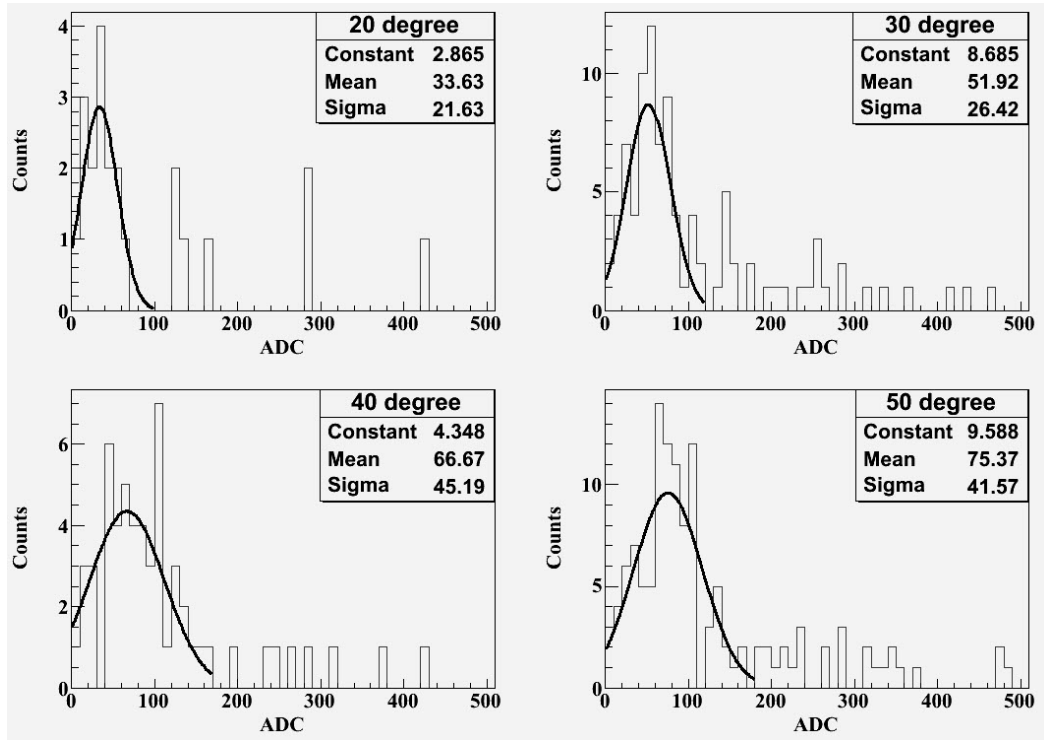 20 degree
Constant 2.865
Mean 33.63
Sigma 21.63
Counts
4
3
2
1
0
0 100 200 300 400 500
ADC
30 degree
Constant 8.685
Mean 51.92
Sigma 26.42
Counts
10
5
0
0 100 200 300 400 500
ADC
40 degree
Constant 4.348
Mean 66.67
Sigma 45.19
Counts
6
4
2
0
0 100 200 300 400 500
ADC
50 degree
Constant 9.588
Mean 75.37
Sigma 41.57
Counts
10
5
0
0 100 200 300 400 500
ADC